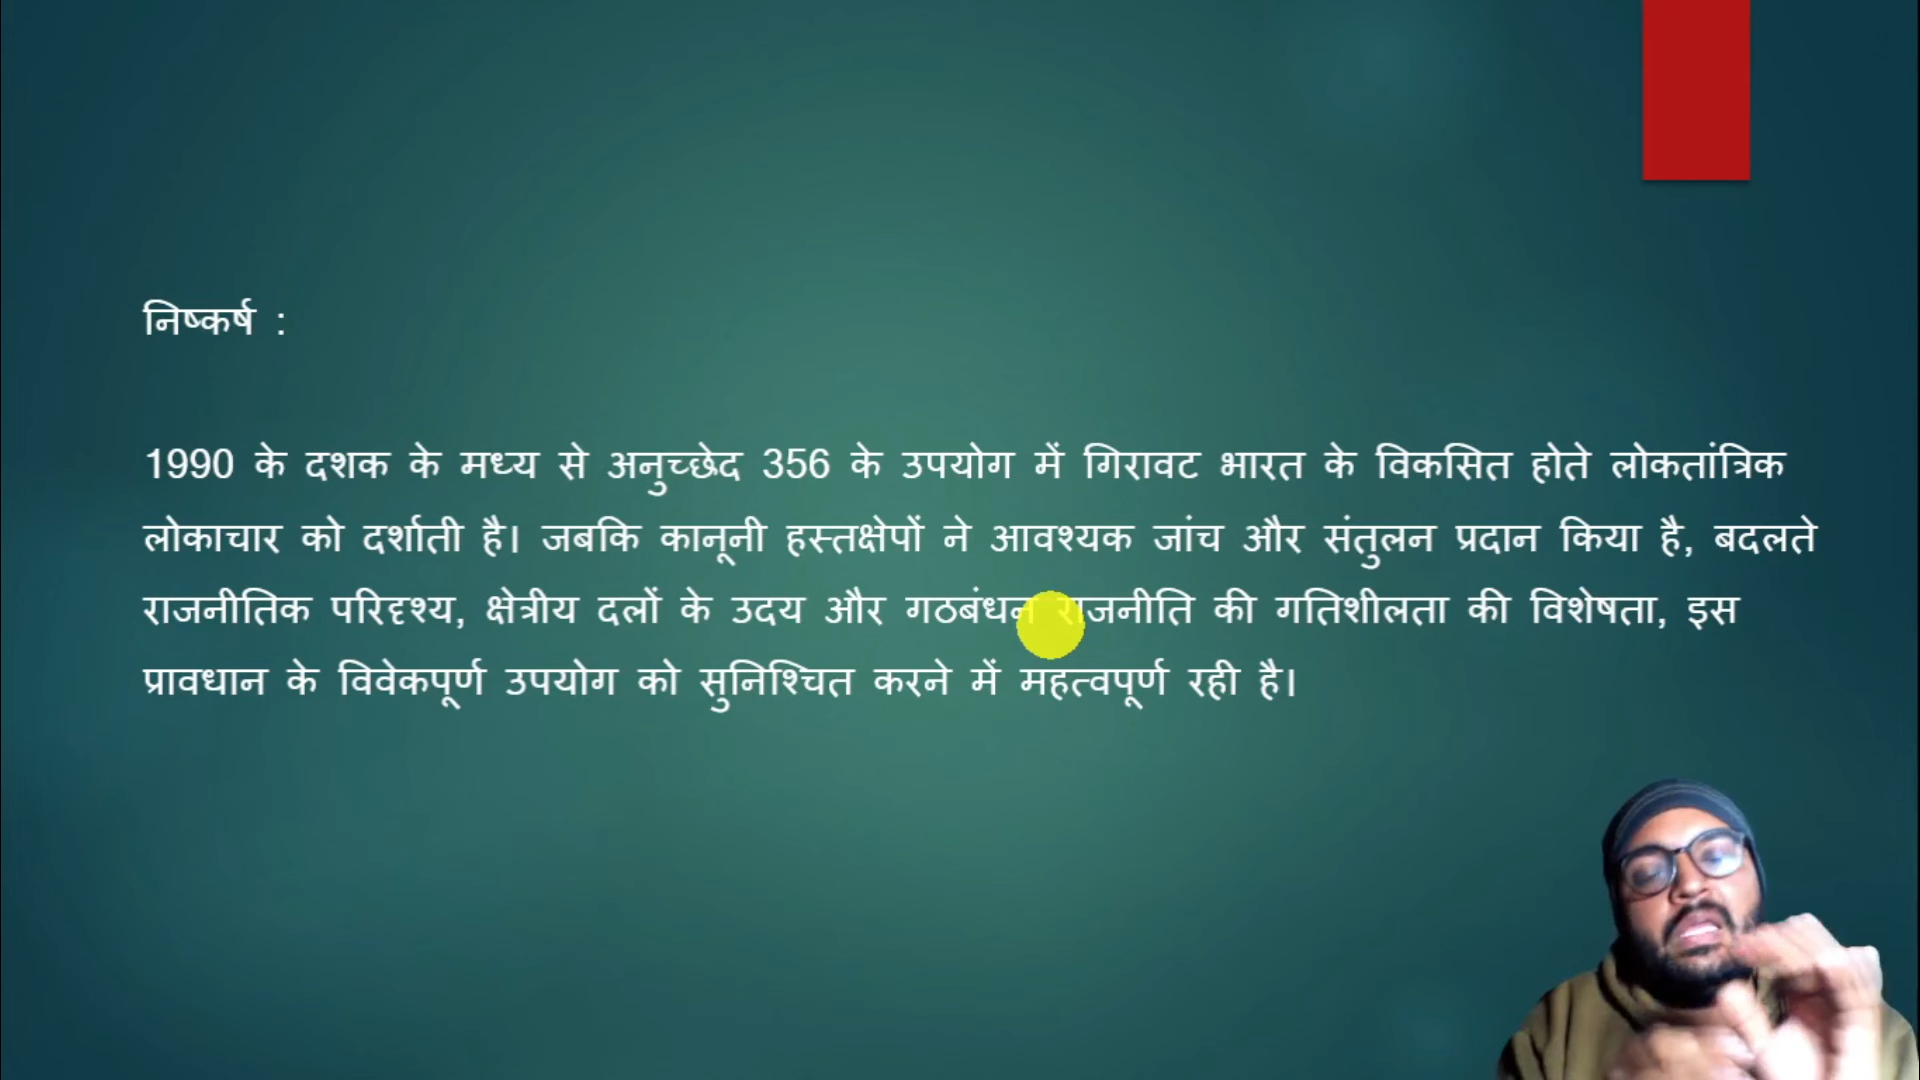 निष्कर्ष :
1990 के दशक के मध्य से अनुच्छेद 356 के उपयोग में गिरावट भारत के विकसित होते लोकतांत्रिक
लोकाचार को दर्शाती है। जबकि कानूनी हस्तक्षेपों ने आवश्यक जांच और संतुलन प्रदान किया है, बदलते
राजनीतिक परिदृश्य, क्षेत्रीय दलों के उदय और गठबंधन राजनीति की गतिशीलता की विशेषता, इस
प्रावधान के विवेकपूर्ण उपयोग को सुनिश्चित करने में महत्वपूर्ण रही है।